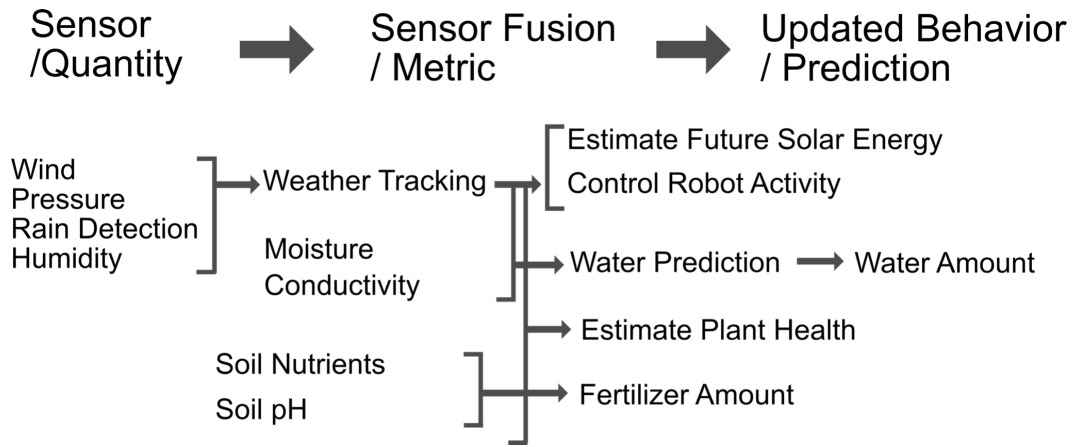 Sensor
/Quantity
Sensor Fusion
/ Metric
Updated Behavior
/ Prediction
Wind
Pressure
Rain Detection
Humidity
Weather Tracking
Moisture
Conductivity
Soil Nutrients
Soil pH
Estimate Future Solar Energy
Control Robot Activity
Water Prediction
Water Amount
Estimate Plant Health
Fertilizer Amount